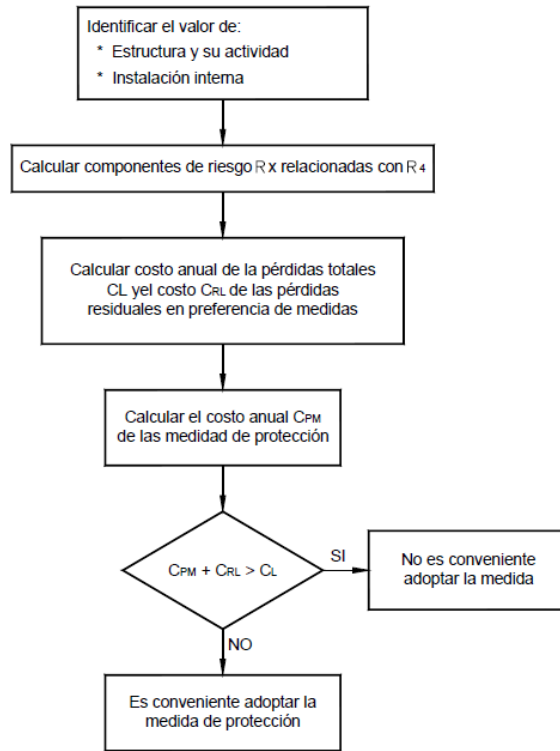 Identificar el valor de:
* Estructura y su actividad
* Instalación interna
Calcular componentes de riesgo Rx relacionadas con R4
Calcular costo anual de la pérdidas totales
CL yel costo CRL de las pérdidas
residuales en preferencia de medidas
Calcular el costo anual CPM
de las medidad de protección
CPM + CRL > CL
SI
No es conveniente
adoptar la medida
NO
Es conveniente adoptar la
medida de protección